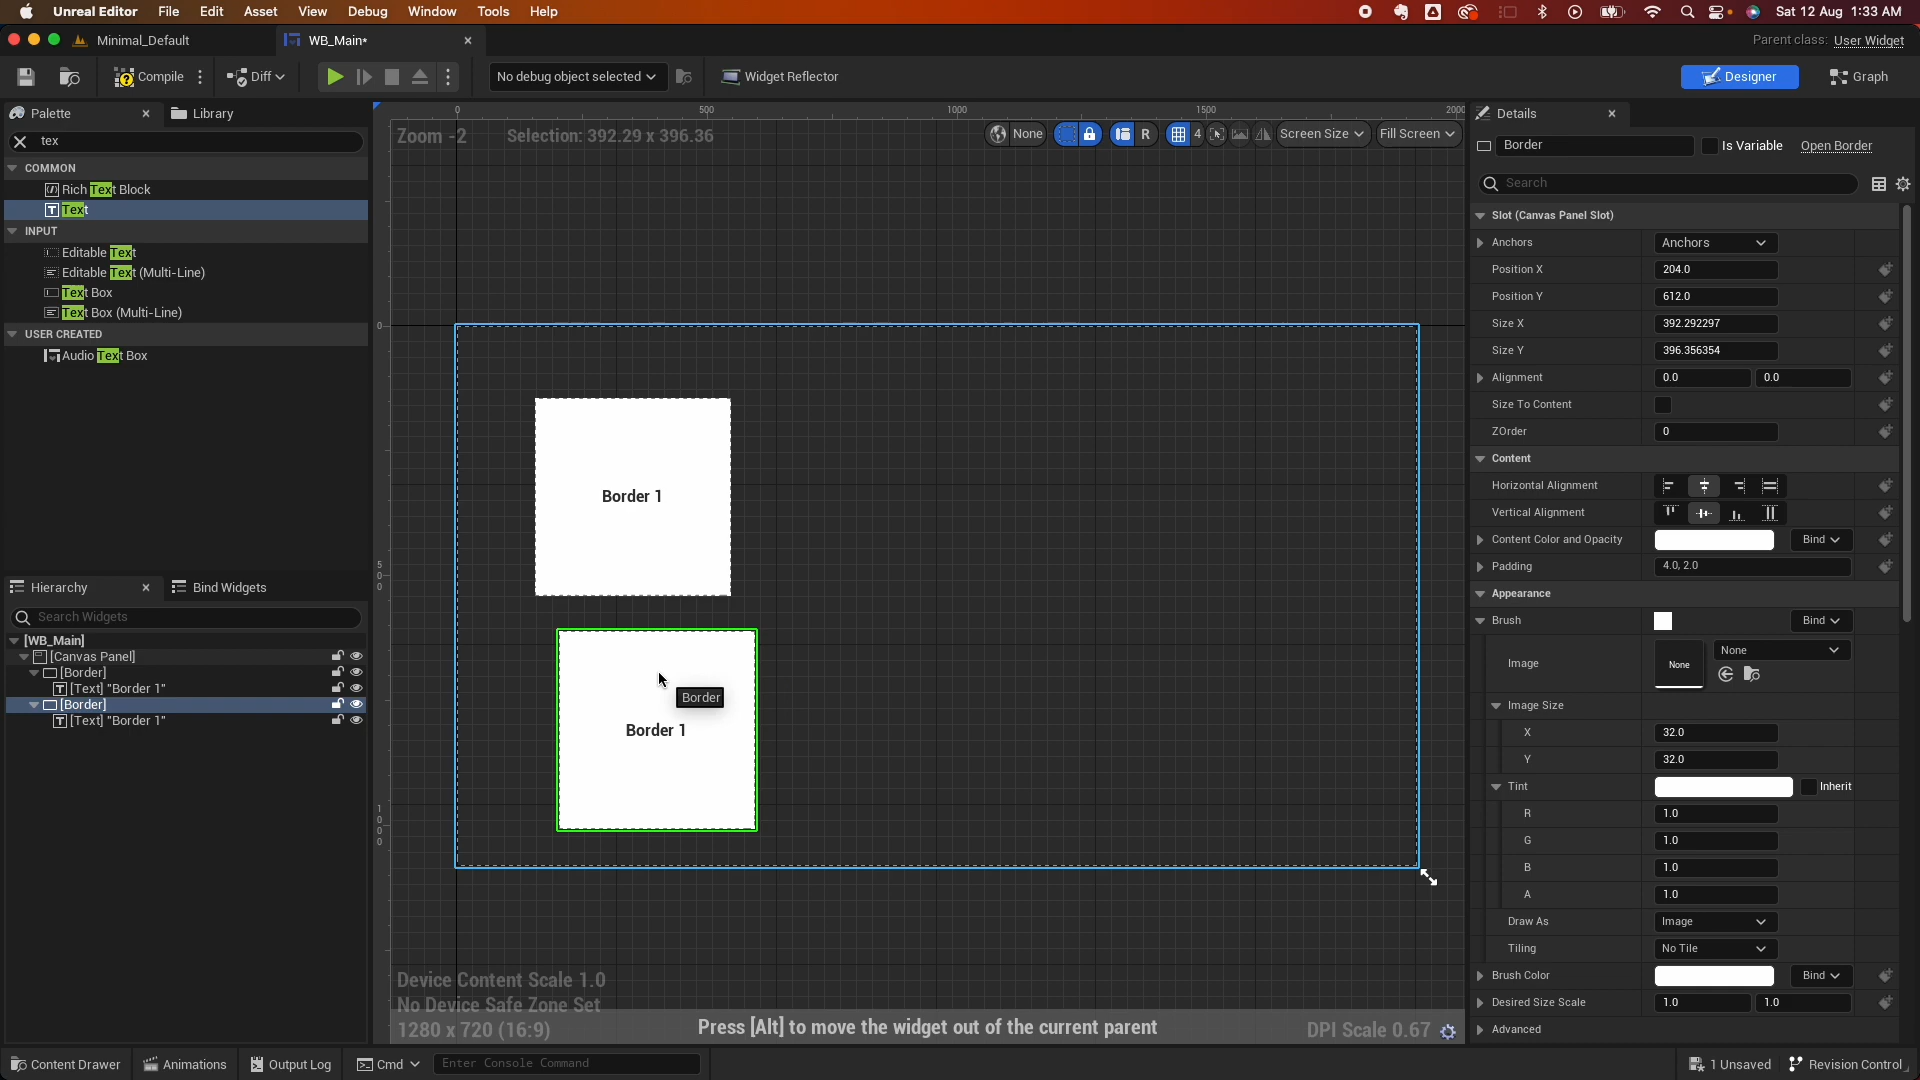 Unreal Editor File Edit Asset View Debug Window Tools Help Sat 12 Aug 1:33 AM
Minimal_Default WB_Main* Parent class: User Widget
Compile Diff No debug object selected Widget Reflector Designer Graph
Palette Library
tex
COMMON
Rich Text Block
Text
INPUT
Editable Text
Editable Text (Multi-Line)
Text Box
Text Box (Multi-Line)
USER CREATED
Audio Text Box
Hierarchy Bind Widgets
Search Widgets
[WB_Main]
[Canvas Panel]
[Border]
[Text] "Border 1"
[Border]
[Text] "Border 1"
0 500 1000 1500 2000
Zoom -2 Selection: 392.29 x 396.36 None R 4 Screen Size Fill Screen
0
500
1000
Border 1
Border
Border 1
Device Content Scale 1.0
No Device Safe Zone Set
1280 x 720 (16:9) Press [Alt] to move the widget out of the current parent DPI Scale 0.67
Details
Border Is Variable Open Border
Search
Slot (Canvas Panel Slot)
Anchors Anchors
Position X 204.0
Position Y 612.0
Size X 392.292297
Size Y 396.356354
Alignment 0.0 0.0
Size To Content
ZOrder 0
Content
Horizontal Alignment
Vertical Alignment
Content Color and Opacity Bind
Padding 4.0, 2.0
Appearance
Brush Bind
Image None None
Image Size
X 32.0
Y 32.0
Tint Inherit
R 1.0
G 1.0
B 1.0
A 1.0
Draw As Image
Tiling No Tile
Brush Color Bind
Desired Size Scale 1.0 1.0
Advanced
Content Drawer Animations Output Log Cmd Enter Console Command 1 Unsaved Revision Control